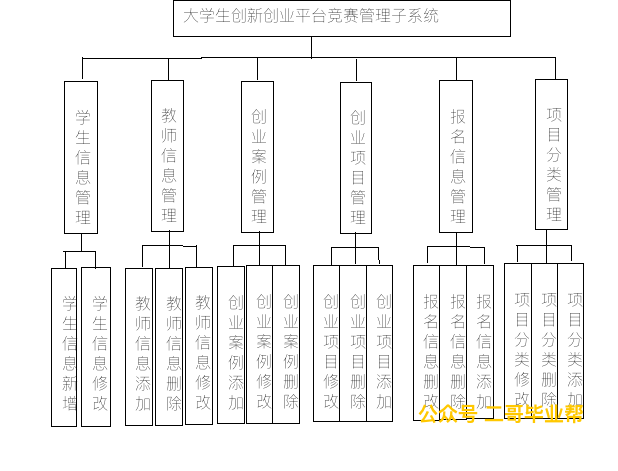 大学生创新创业平台竞赛管理子系统
学生信息管理
教师信息管理
创业案例管理
创业项目管理
报名信息管理
项目分类管理
学生信息新增
学生信息修改
教师信息添加
教师信息删除
教师信息修改
创业案例添加
创业案例修改
创业案例删除
创业项目修改
创业项目删除
创业项目添加
报名信息删改
报名信息删除
报名信息添加
项目分类修改
项目分类删除
项目分类添加
公众号 二哥毕业帮